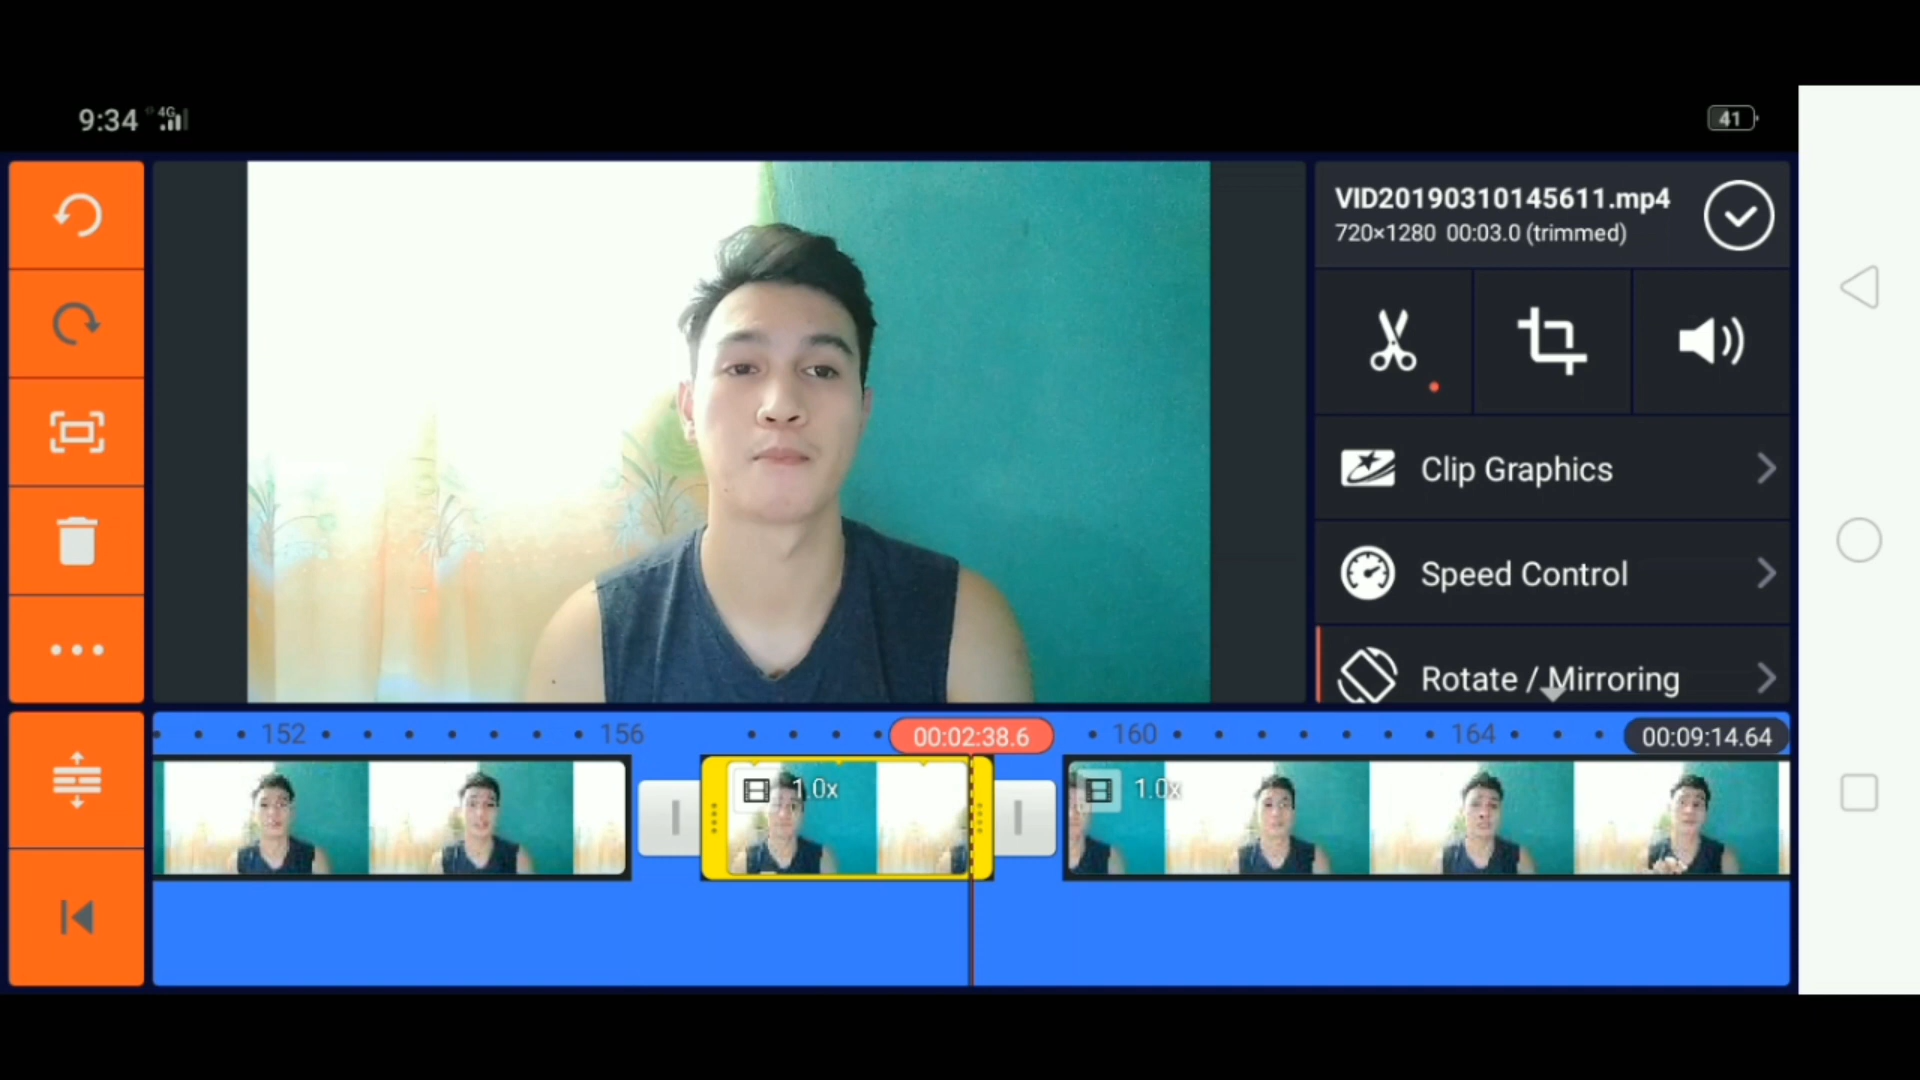 9:34 4G
41
VID20190310145611.mp4
720×1280 00:03.0 (trimmed)
Clip Graphics
Speed Control
Rotate / Mirroring
152
156
00:02:38.6
160
164
00:09:14.64
1.0x
1.0x